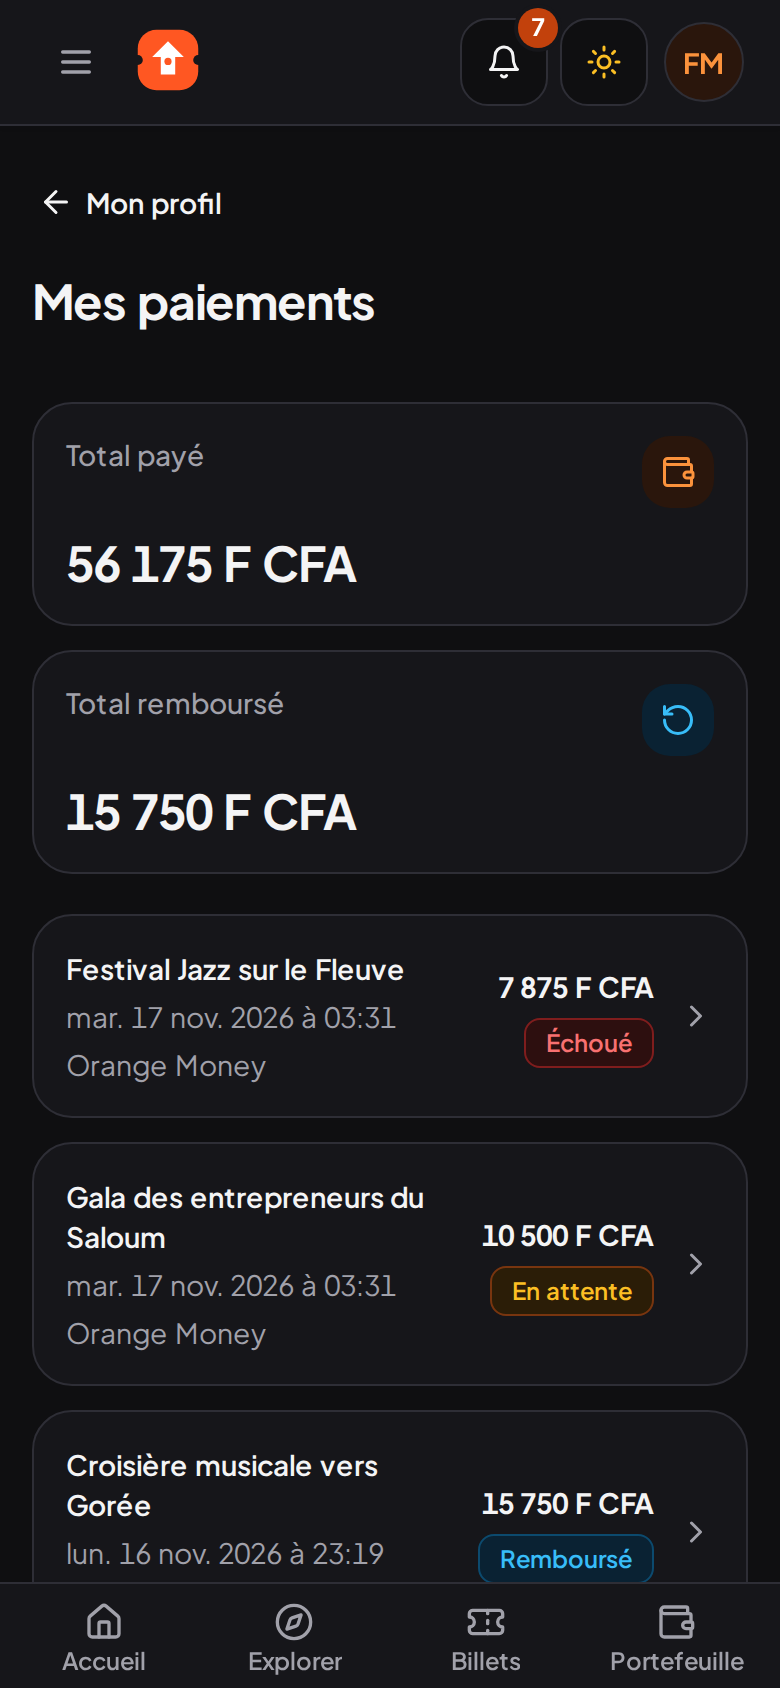 7
FM
Mon profil
Mes paiements
Total payé
56 175 F CFA
Total remboursé
15 750 F CFA
Festival Jazz sur le Fleuve
mar. 17 nov. 2026 à 03:31
Orange Money
7 875 F CFA
Échoué
Gala des entrepreneurs du
Saloum
mar. 17 nov. 2026 à 03:31
Orange Money
10 500 F CFA
En attente
Croisière musicale vers
Gorée
lun. 16 nov. 2026 à 23:19
15 750 F CFA
Remboursé
Accueil
Explorer
Billets
Portefeuille